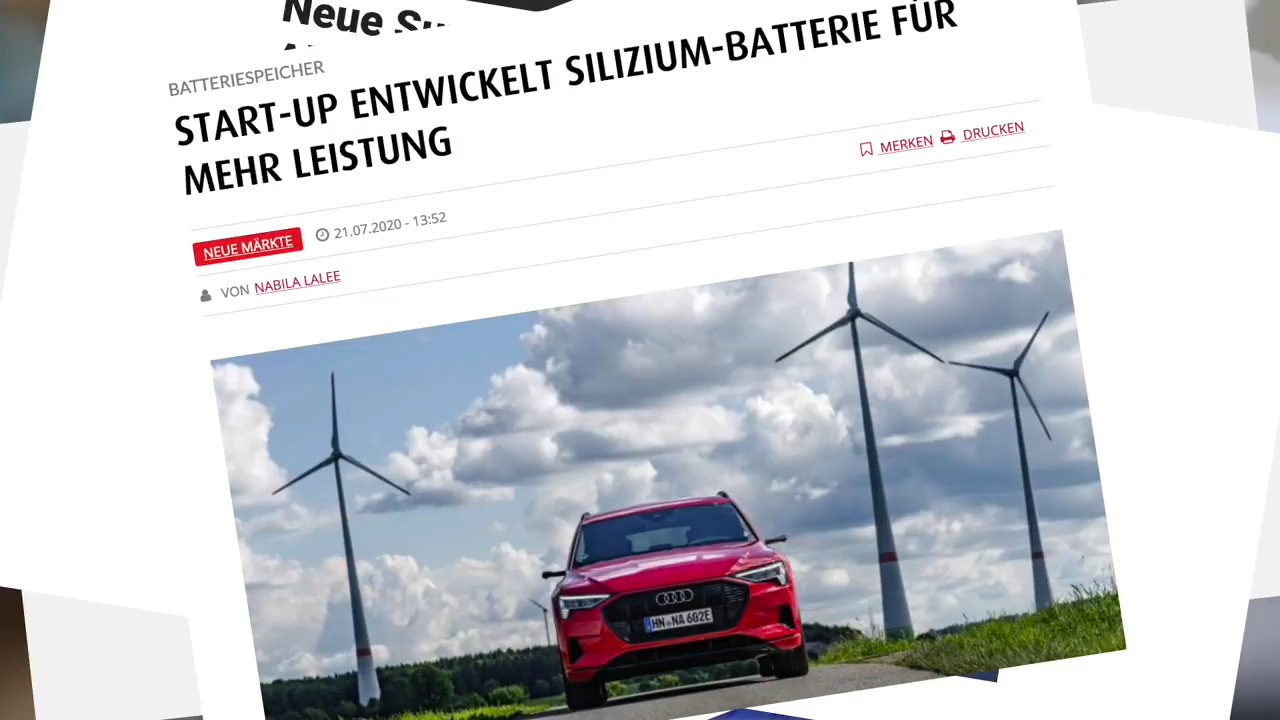 Neue
BATTERIESPEICHER
START-UP ENTWICKELT SILIZIUM-BATTERIE FÜR
MEHR LEISTUNG
MERKEN DRUCKEN
NEUE MÄRKTE 21.07.2020 - 13:52
VON NABILA LALEE
HN NA 602E